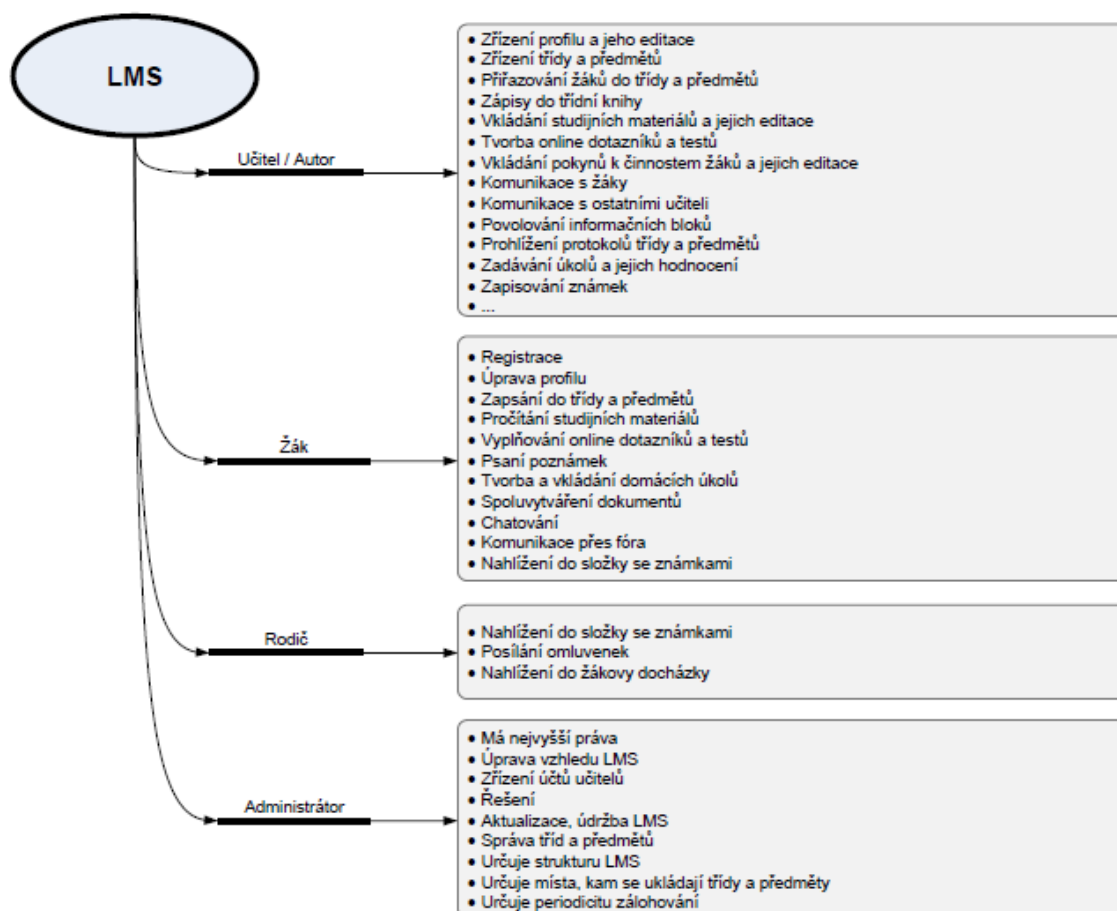 LMS
Učitel / Autor
• Zřízení profilu a jeho editace
• Zřízení třídy a předmětů
• Přiřazování žáků do třídy a předmětů
• Zápisy do třídní knihy
• Vkládání studijních materiálů a jejich editace
• Tvorba online dotazníků a testů
• Vkládání pokynů k činnostem žáků a jejich editace
• Komunikace s žáky
• Komunikace s ostatními učiteli
• Povolování informačních bloků
• Prohlížení protokolů třídy a předmětů
• Zadávání úkolů a jejich hodnocení
• Zapisování známek
• ...
Žák
• Registrace
• Úprava profilu
• Zapsání do třídy a předmětů
• Pročítání studijních materiálů
• Vyplňování online dotazníků a testů
• Psaní poznámek
• Tvorba a vkládání domácích úkolů
• Spoluvytváření dokumentů
• Chatování
• Komunikace přes fóra
• Nahlížení do složky se známkami
Rodič
• Nahlížení do složky se známkami
• Posílání omluvenek
• Nahlížení do žákovy docházky
Administrátor
• Má nejvyšší práva
• Úprava vzhledu LMS
• Zřízení účtů učitelů
• Řešení
• Aktualizace, údržba LMS
• Správa tříd a předmětů
• Určuje strukturu LMS
• Určuje místa, kam se ukládají třídy a předměty
• Určuje periodicitu zálohování